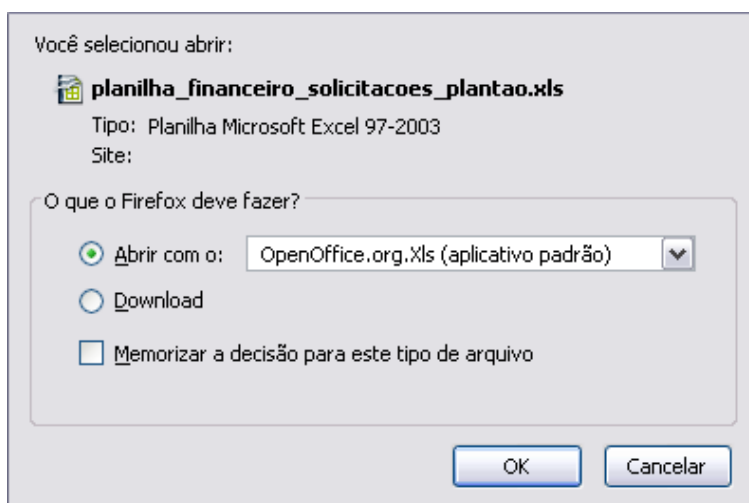 Você selecionou abrir:
planilha_financeiro_solicitacoes_plantao.xls
Tipo: Planilha Microsoft Excel 97-2003
Site:
O que o Firefox deve fazer?
Abrir com o: OpenOffice.org.Xls (aplicativo padrão)
Download
Memorizar a decisão para este tipo de arquivo
OK Cancelar